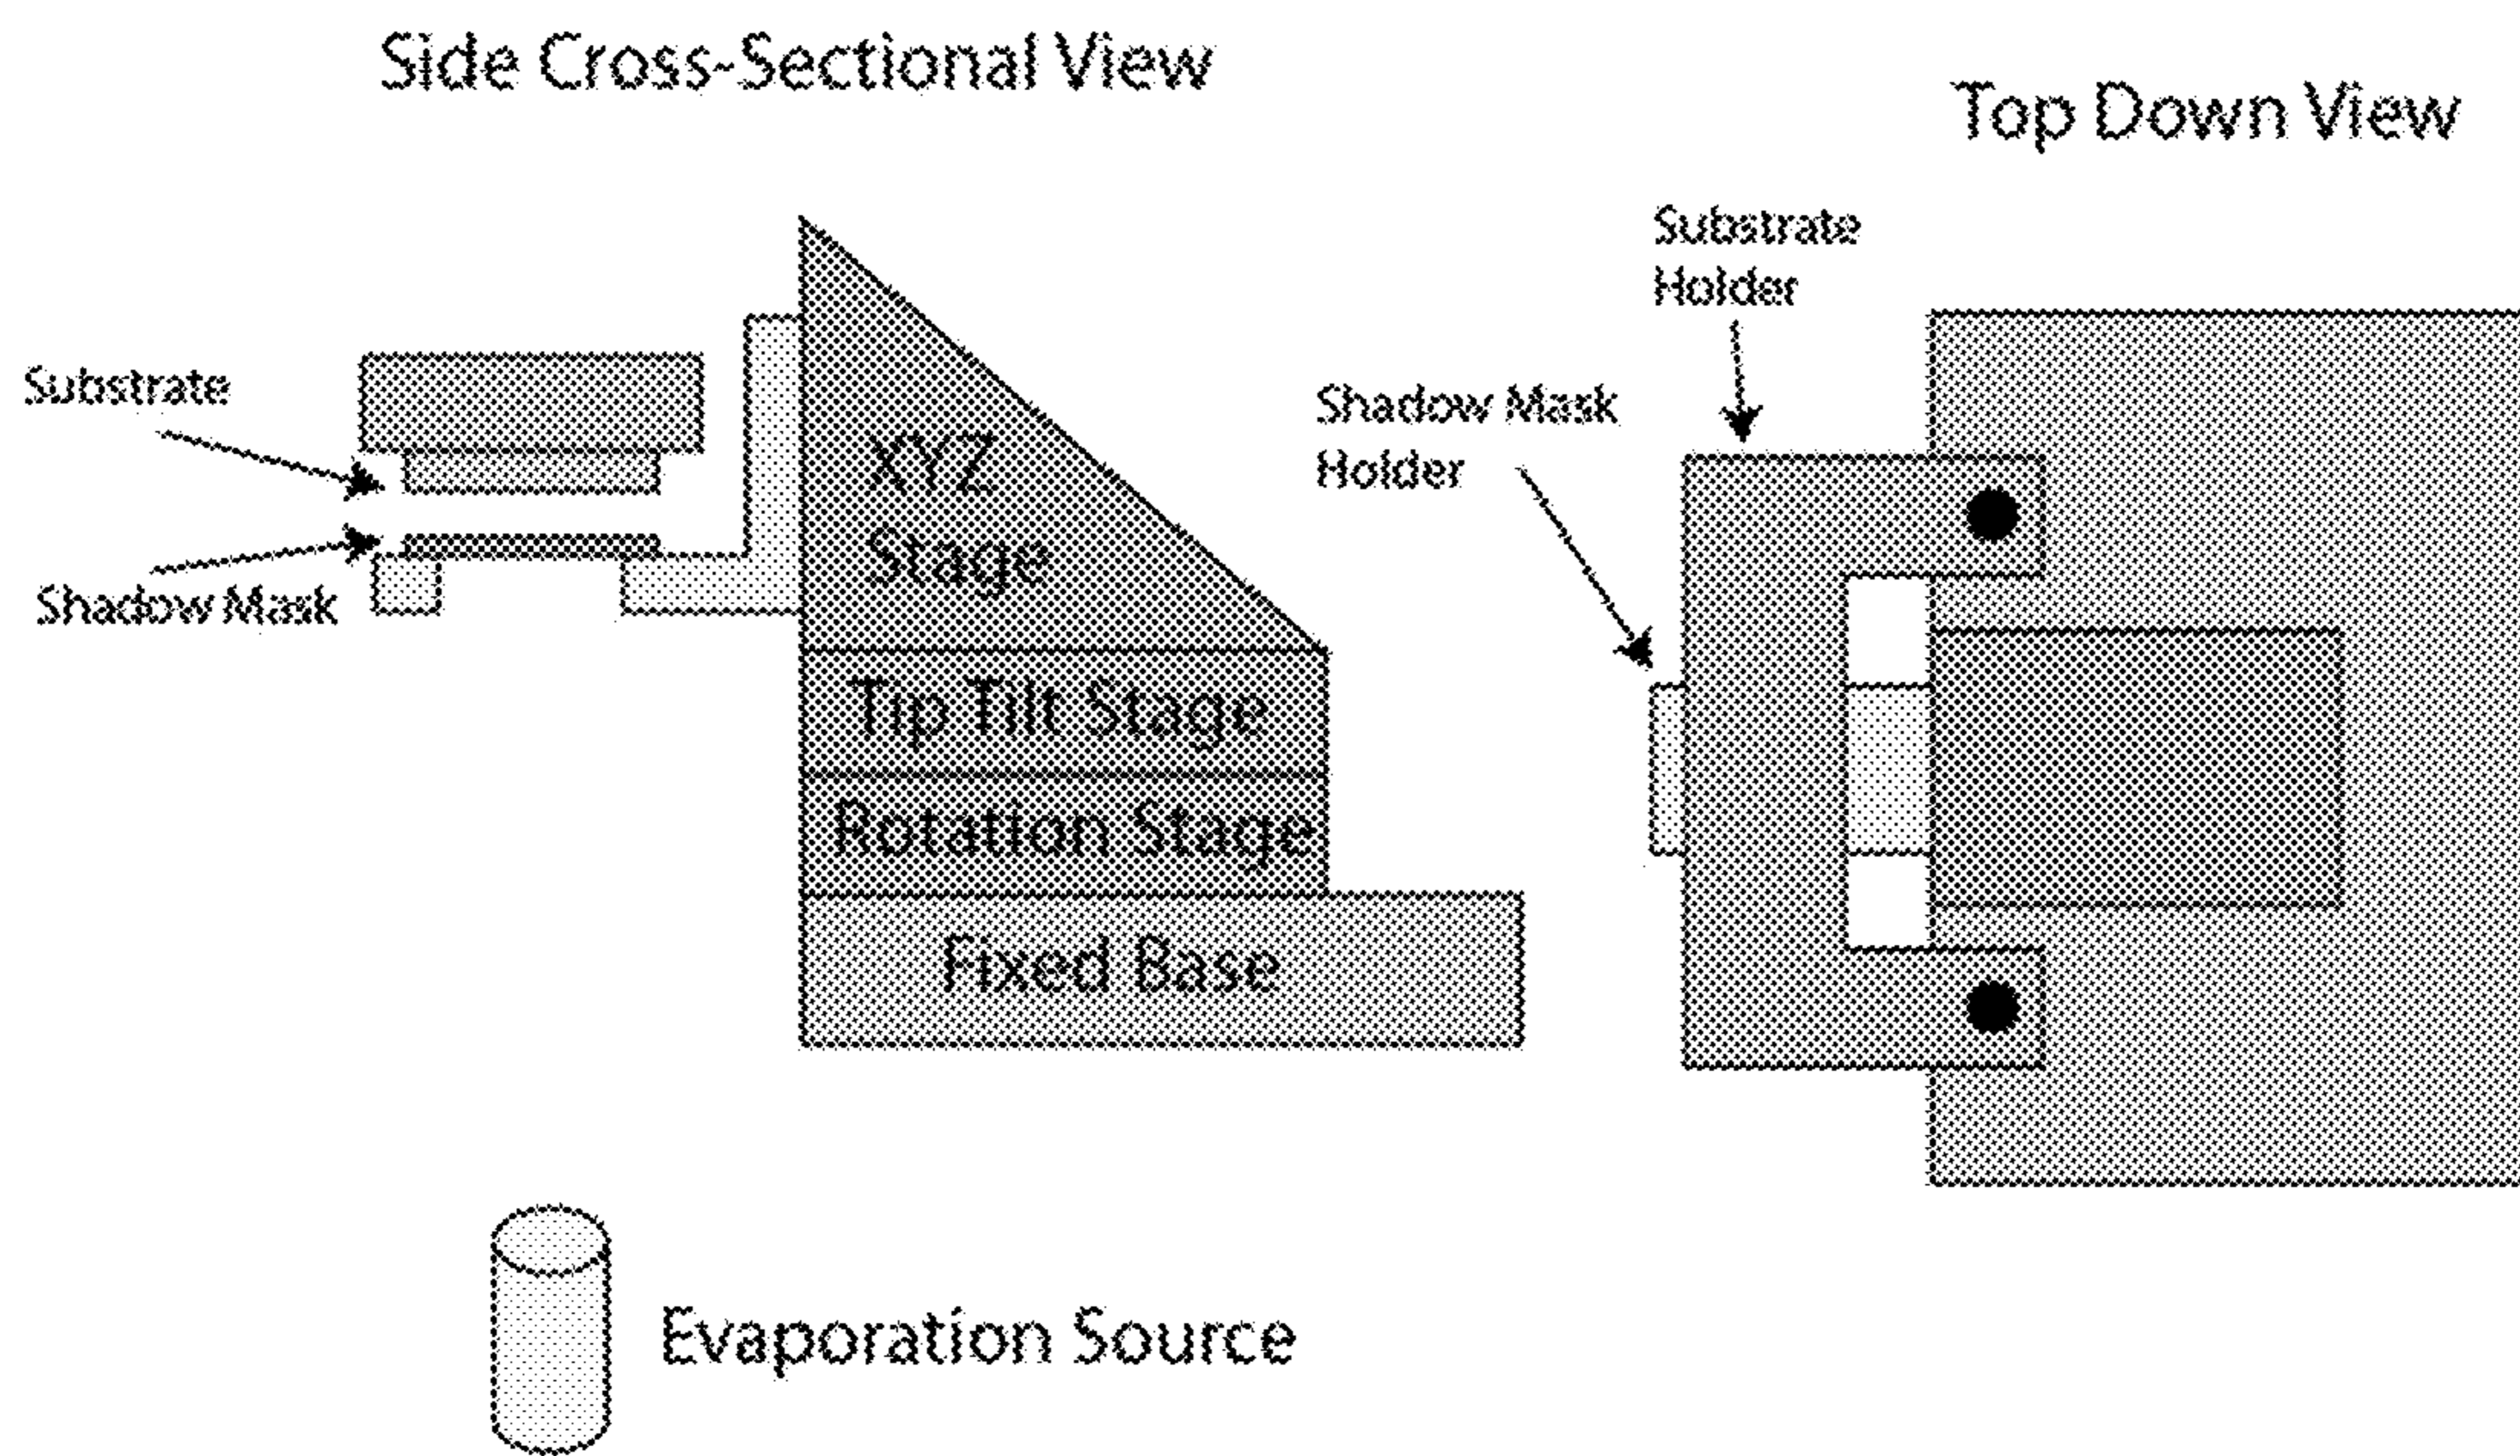 Side Cross-Sectional View
Top Down View
Substrate
Holder
Substrate
Shadow Mask
Holder
XYZ
Stage
Shadow Mask
Tip Tilt Stage
Rotation Stage
Fixed Base
Evaporation Source